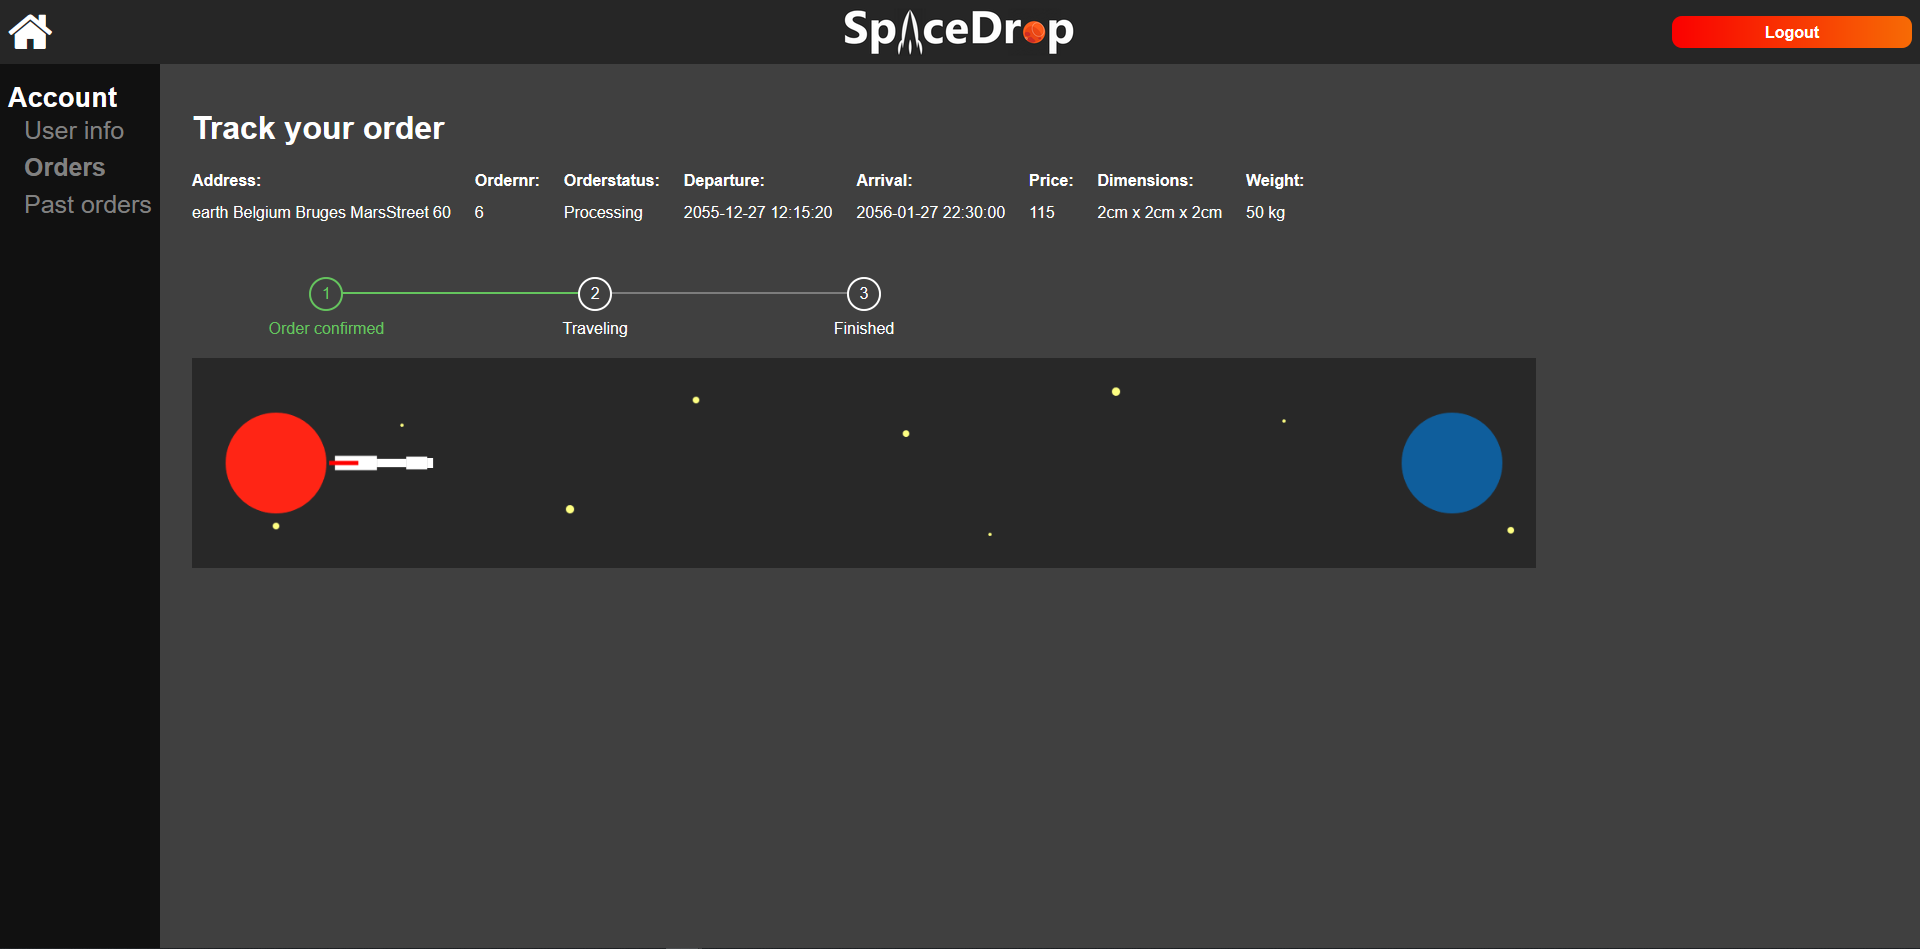 SpaceDrop
Logout
Account
User info
Orders
Past orders
Track your order
Address: Ordernr: Orderstatus: Departure: Arrival: Price: Dimensions: Weight:
earth Belgium Bruges MarsStreet 60 6 Processing 2055-12-27 12:15:20 2056-01-27 22:30:00 115 2cm x 2cm x 2cm 50 kg
1 2 3
Order confirmed Traveling Finished